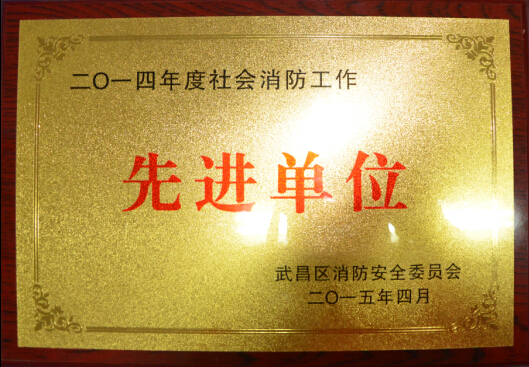 二〇一四年度社会消防工作
先进单位
武昌区消防安全委员会
二〇一五年四月